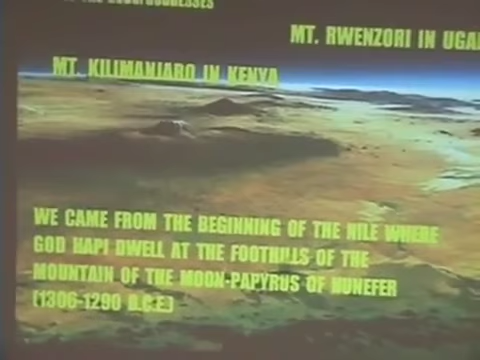 MT. RWENZORI IN UGA
MT. KILIMANJARO IN KENYA
WE CAME FROM THE BEGINNING OF THE NILE WHERE
GOD HAPI DWELL AT THE FOOTHILLS OF THE
MOUNTAIN OF THE MOON-PAPYRUS OF HUNEFER
(1306-1290 B.C.E.)